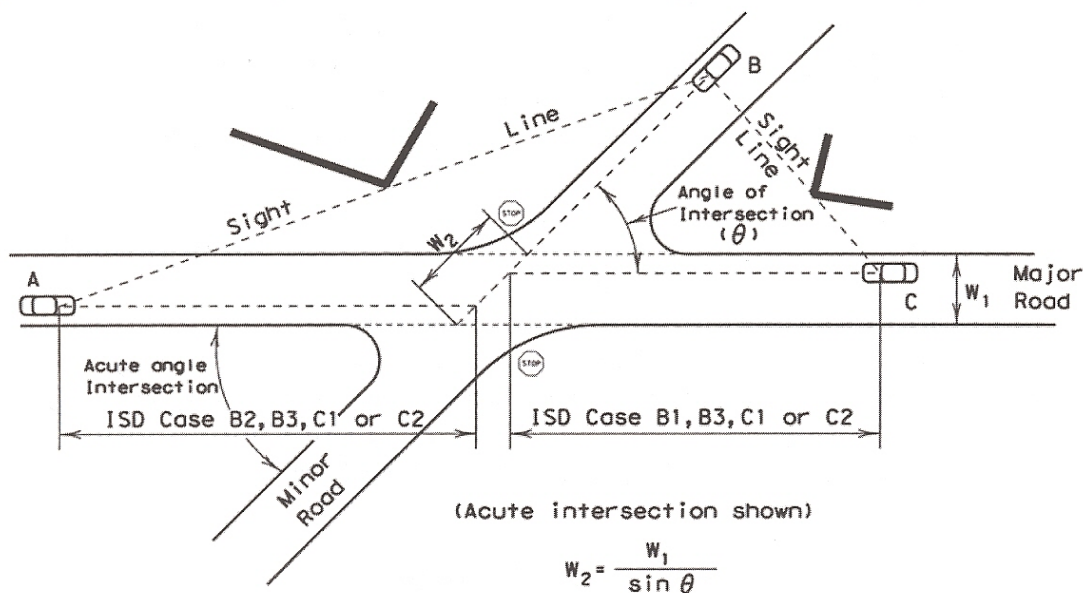 B
Line
Sight
Sight
Line
Angle of
Intersection
(θ)
STOP
W₂
A
C
W₁
Major
Road
STOP
Acute angle
Intersection
ISD Case B2, B3, C1 or C2
ISD Case B1, B3, C1 or C2
Minor
Road
(Acute intersection shown)
W₂ = W₁
sin θ